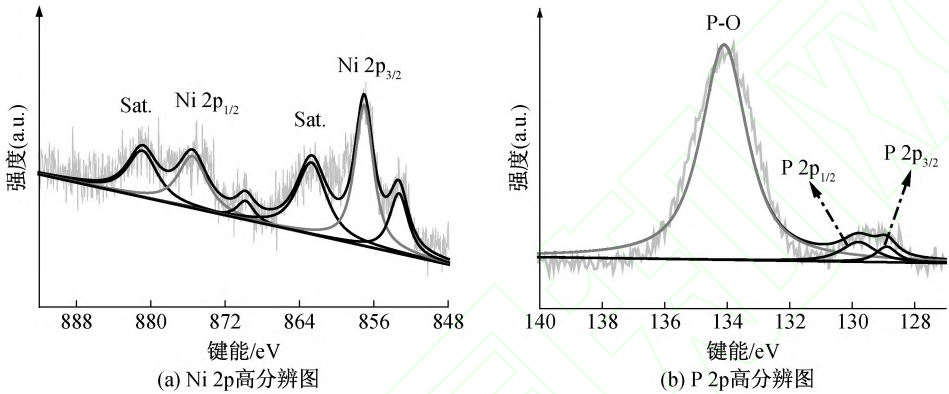 强度(a.u.)
Sat.
Ni 2p1/2
Sat.
Ni 2p3/2
888 880 872 864 856 848
键能/eV
(a) Ni 2p高分辨图
强度(a.u.)
P-O
P 2p1/2
P 2p3/2
140 138 136 134 132 130 128
键能/eV
(b) P 2p高分辨图